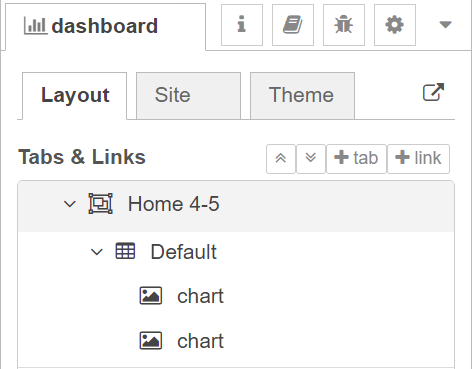 dashboard
Layout Site Theme
Tabs & Links + tab + link
Home 4-5
Default
chart
chart